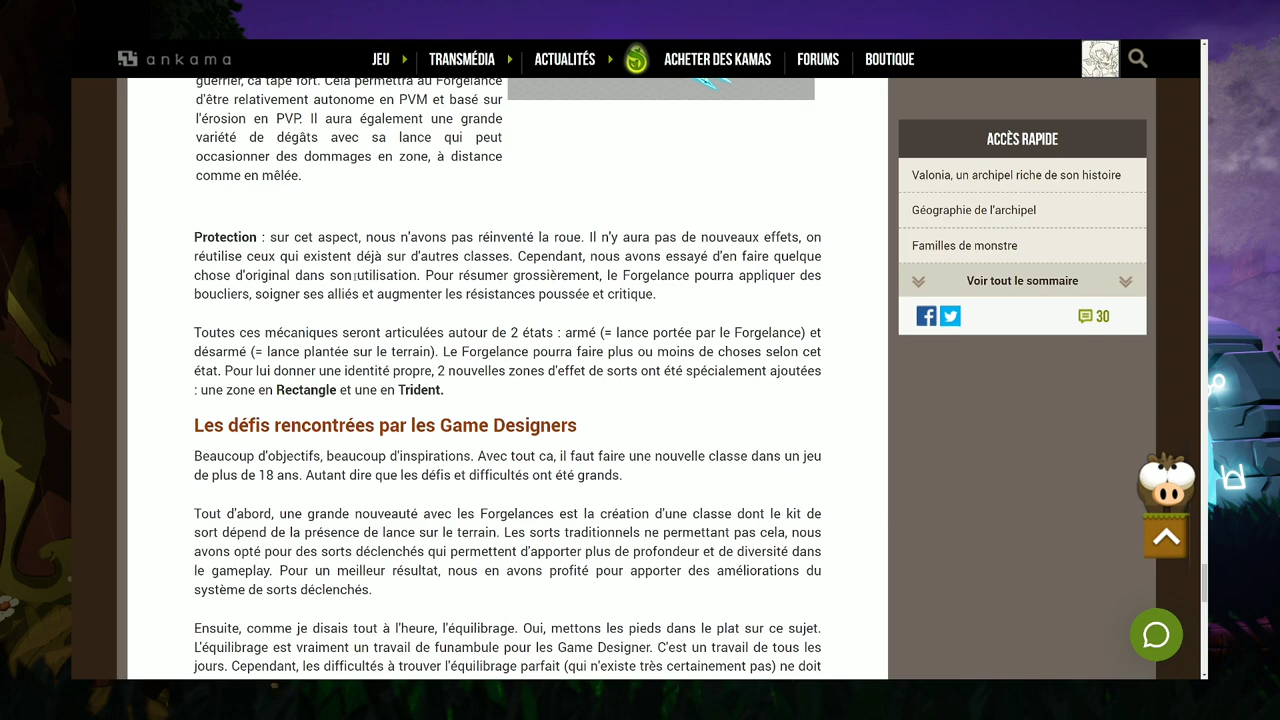 ankama
JEU
TRANSMÉDIA
ACTUALITÉS
ACHETER DES KAMAS
FORUMS
BOUTIQUE
guerrier, ca tape fort. Cela permettra au Forgelance
d'être relativement autonome en PVM et basé sur
l'érosion en PVP. Il aura également une grande
variété de dégâts avec sa lance qui peut
occasionner des dommages en zone, à distance
comme en mêlée.
Protection : sur cet aspect, nous n'avons pas réinventé la roue. Il n'y aura pas de nouveaux effets, on
réutilise ceux qui existent déjà sur d'autres classes. Cependant, nous avons essayé d'en faire quelque
chose d'original dans son utilisation. Pour résumer grossièrement, le Forgelance pourra appliquer des
boucliers, soigner ses alliés et augmenter les résistances poussée et critique.
Toutes ces mécaniques seront articulées autour de 2 états : armé (= lance portée par le Forgelance) et
désarmé (= lance plantée sur le terrain). Le Forgelance pourra faire plus ou moins de choses selon cet
état. Pour lui donner une identité propre, 2 nouvelles zones d'effet de sorts ont été spécialement ajoutées
: une zone en Rectangle et une en Trident.
Les défis rencontrées par les Game Designers
Beaucoup d'objectifs, beaucoup d'inspirations. Avec tout ca, il faut faire une nouvelle classe dans un jeu
de plus de 18 ans. Autant dire que les défis et difficultés ont été grands.
Tout d'abord, une grande nouveauté avec les Forgelances est la création d'une classe dont le kit de
sort dépend de la présence de lance sur le terrain. Les sorts traditionnels ne permettant pas cela, nous
avons opté pour des sorts déclenchés qui permettent d'apporter plus de profondeur et de diversité dans
le gameplay. Pour un meilleur résultat, nous en avons profité pour apporter des améliorations du
système de sorts déclenchés.
Ensuite, comme je disais tout à l'heure, l'équilibrage. Oui, mettons les pieds dans le plat sur ce sujet.
L'équilibrage est vraiment un travail de funambule pour les Game Designer. C'est un travail de tous les
jours. Cependant, les difficultés à trouver l'équilibrage parfait (qui n'existe très certainement pas) ne doit
ACCÈS RAPIDE
Valonia, un archipel riche de son histoire
Géographie de l'archipel
Familles de monstre
Voir tout le sommaire
30